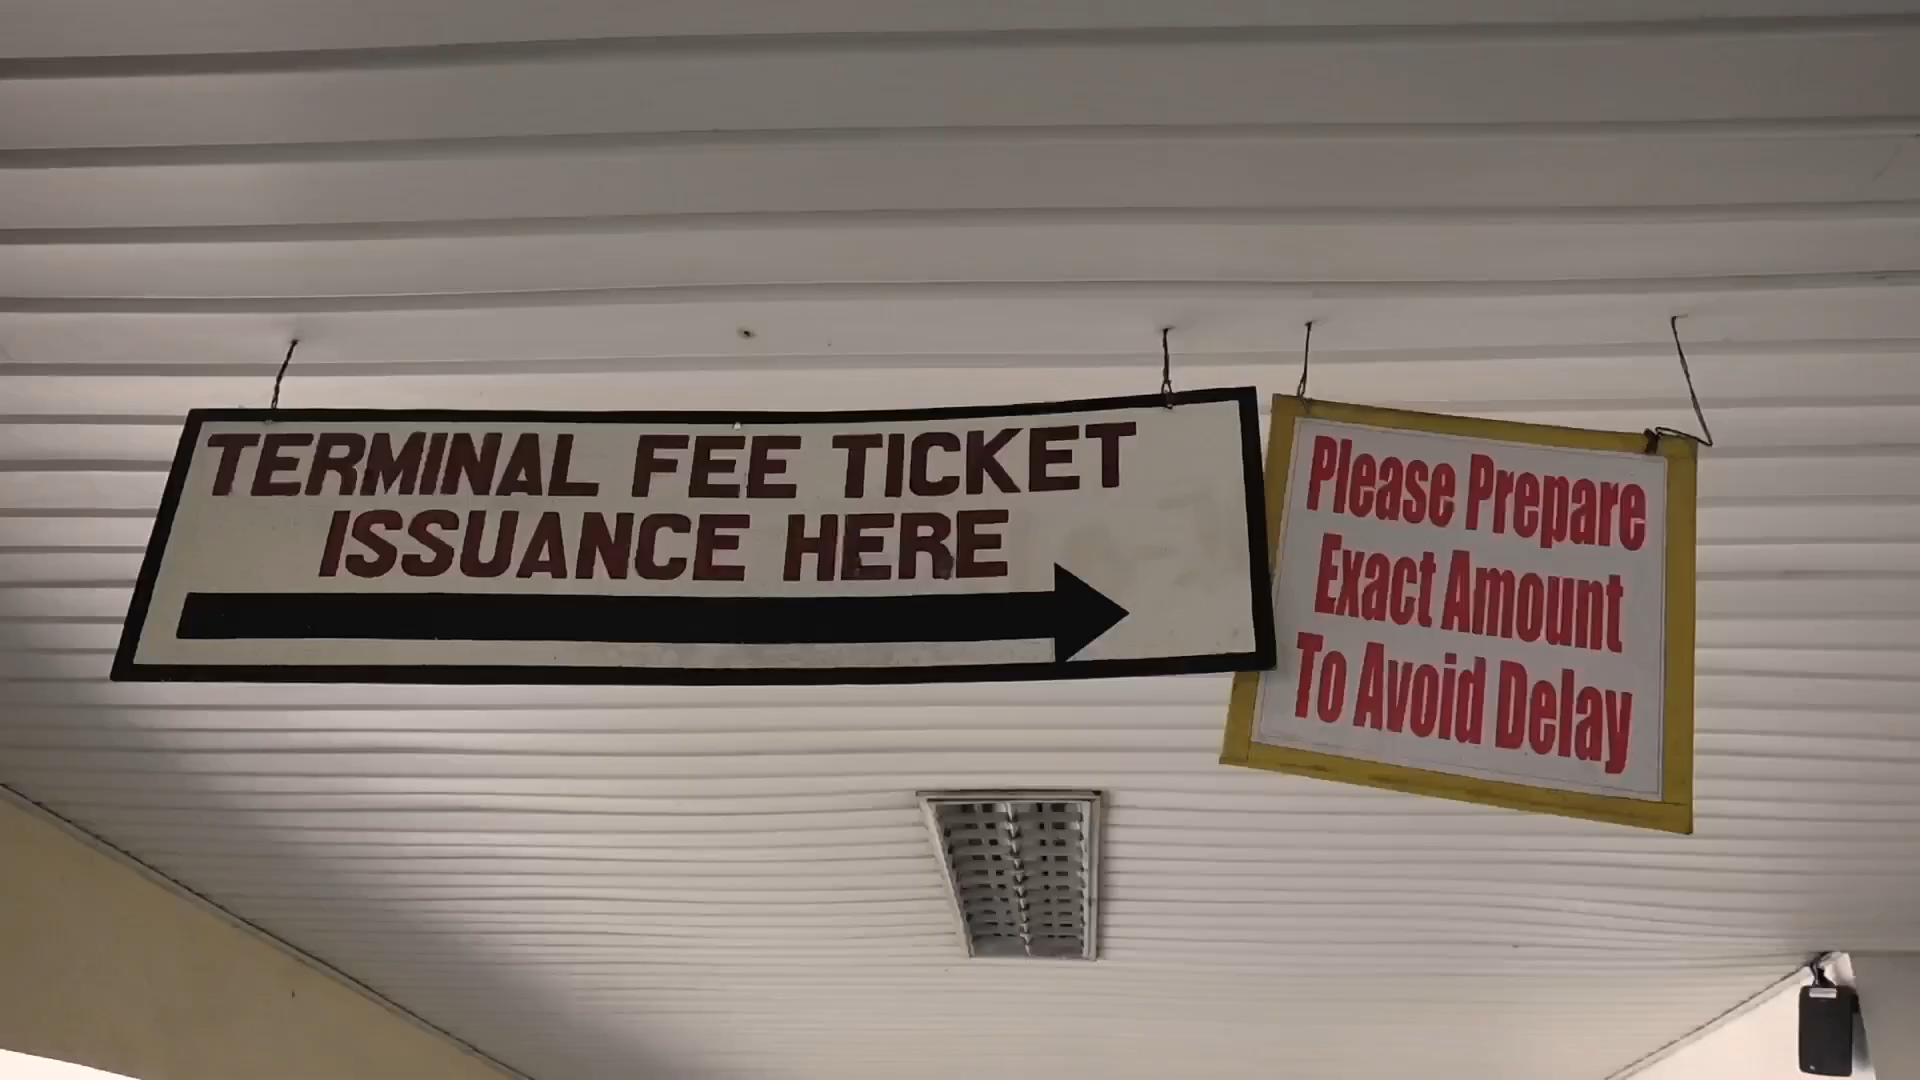 TERMINAL FEE TICKET
ISSUANCE HERE
Please Prepare
Exact Amount
To Avoid Delay